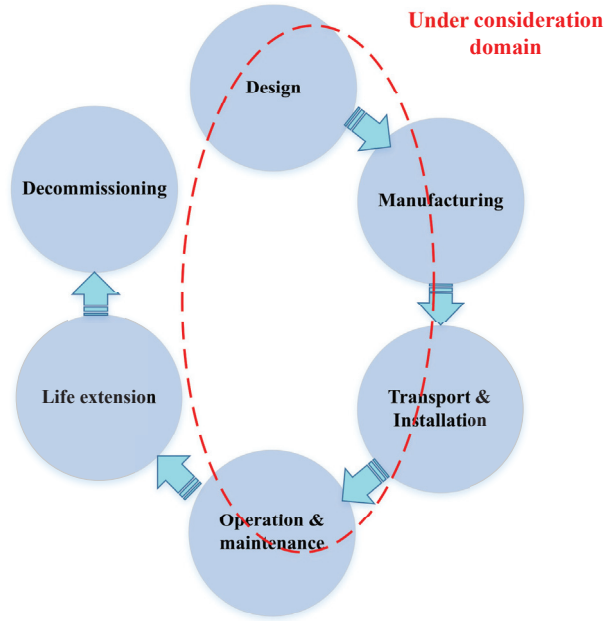 Under consideration
domain
Design
Manufacturing
Transport &
Installation
Operation &
maintenance
Life extension
Decommissioning